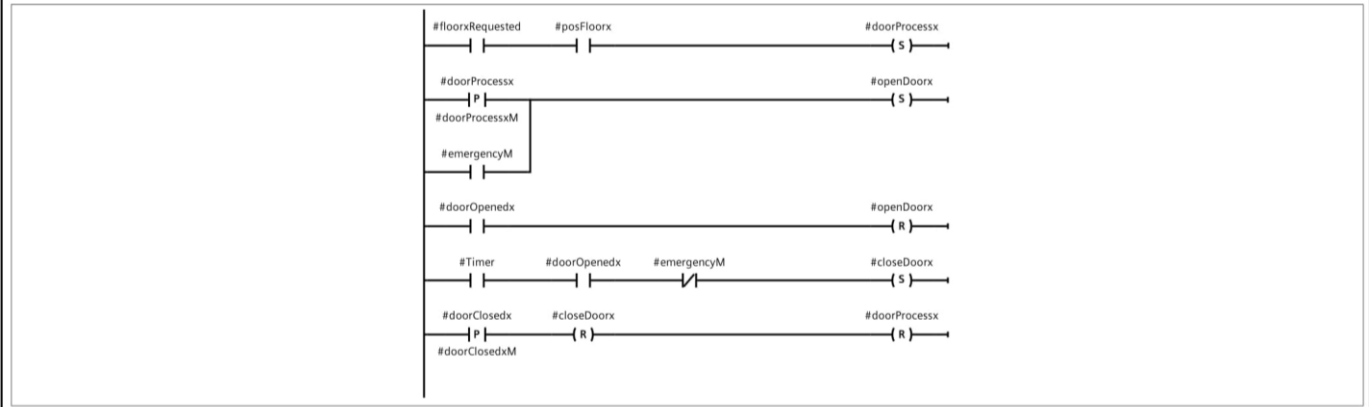 #floorxRequested #posFloorx #doorProcessx
S
#doorProcessx #openDoorx
P S
#doorProcessxM
#emergencyM
#doorOpenedx #openDoorx
R
#Timer #doorOpenedx #emergencyM #closeDoorx
S
#doorClosedx #closeDoorx #doorProcessx
P R R
#doorClosedxM